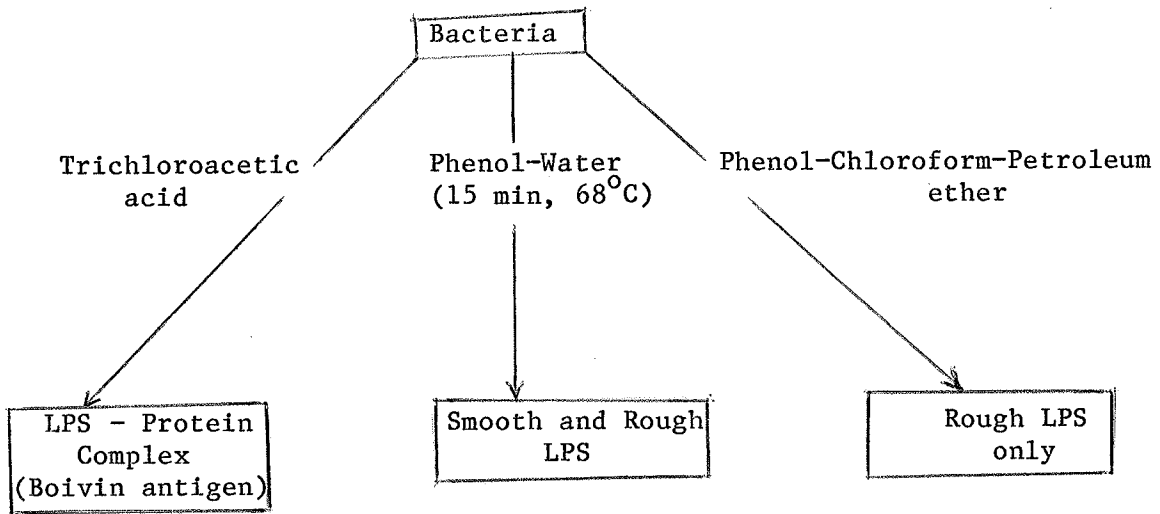 Bacteria
Trichloroacetic
acid
Phenol-Water
(15 min, 68°C)
Phenol-Chloroform-Petroleum
ether
LPS - Protein
Complex
(Boivin antigen)
Smooth and Rough
LPS
Rough LPS
only